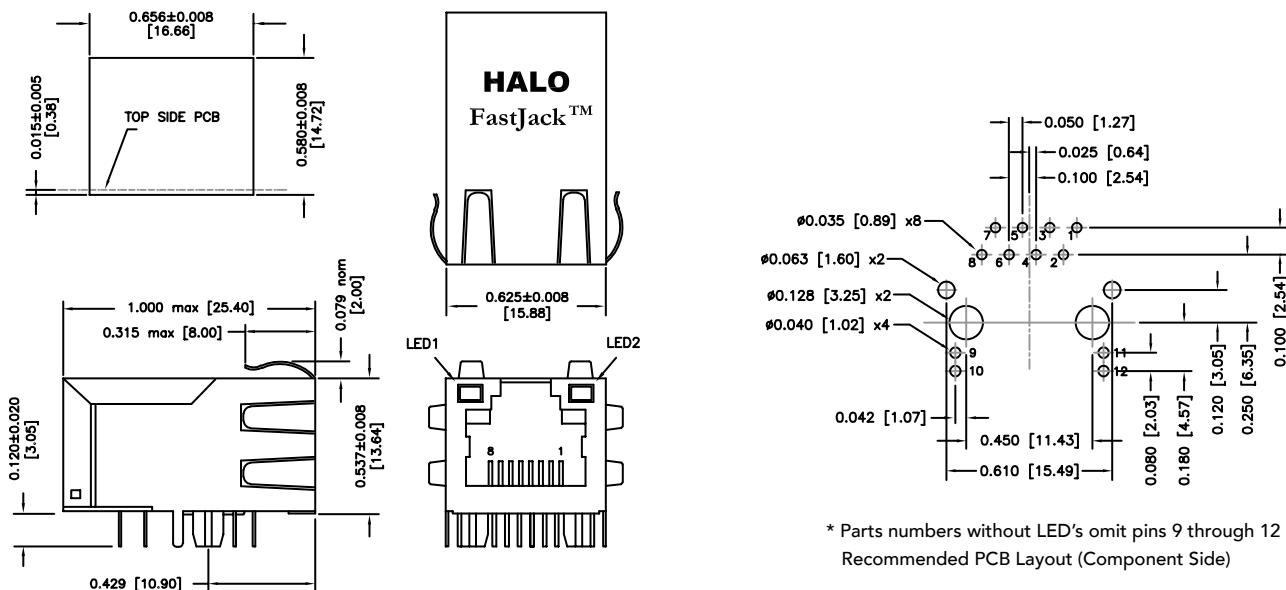 0.656±0.008
[16.66]
0.015±0.005
[0.38]
TOP SIDE PCB
0.580±0.008
[14.72]
HALO
FastJack™
0.625±0.008
[15.88]
1.000 max [25.40]
0.315 max [8.00]
0.079 nom
[2.00]
0.120±0.020
[3.05]
0.537±0.008
[13.64]
0.429 [10.90]
LED1
LED2
8
1
0.050 [1.27]
0.025 [0.64]
0.100 [2.54]
ø0.035 [0.89] x8
7
5
3
1
8
6
4
2
ø0.063 [1.60] x2
ø0.128 [3.25] x2
ø0.040 [1.02] x4
9
11
10
12
0.042 [1.07]
0.450 [11.43]
0.610 [15.49]
0.080 [2.03]
0.180 [4.57]
0.120 [3.05]
0.250 [6.35]
0.100 [2.54]
* Parts numbers without LED's omit pins 9 through 12
Recommended PCB Layout (Component Side)